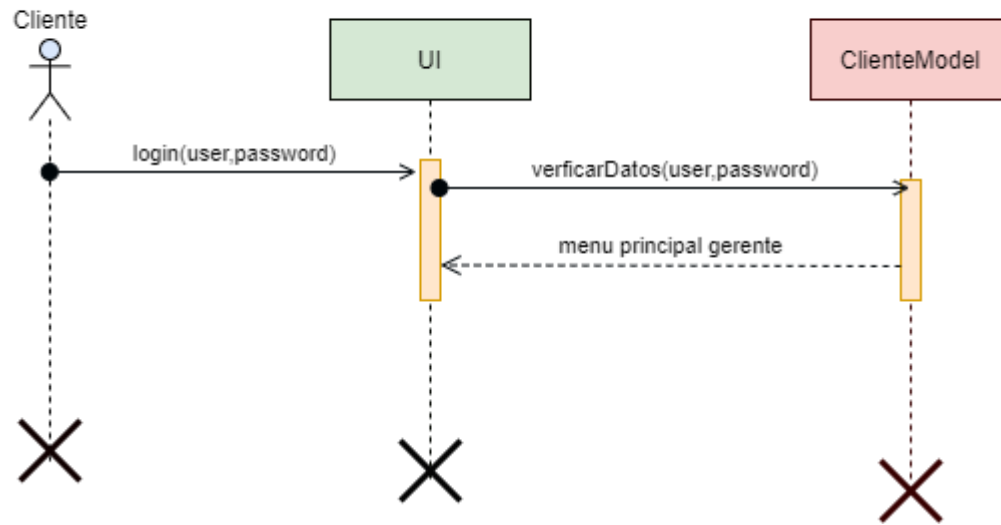 Cliente
UI
ClienteModel
login(user,password)
verficarDatos(user,password)
menu principal gerente